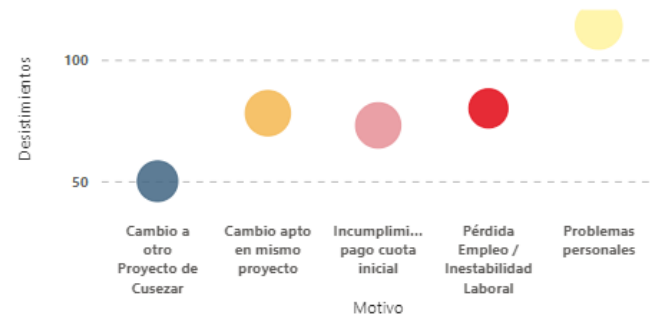 Desistimientos
100
50
Cambio a
otro
Proyecto de
Cusezar
Cambio apto
en mismo
proyecto
Incumplimi...
pago cuota
inicial
Pérdida
Empleo /
Inestabilidad
Laboral
Problemas
personales
Motivo